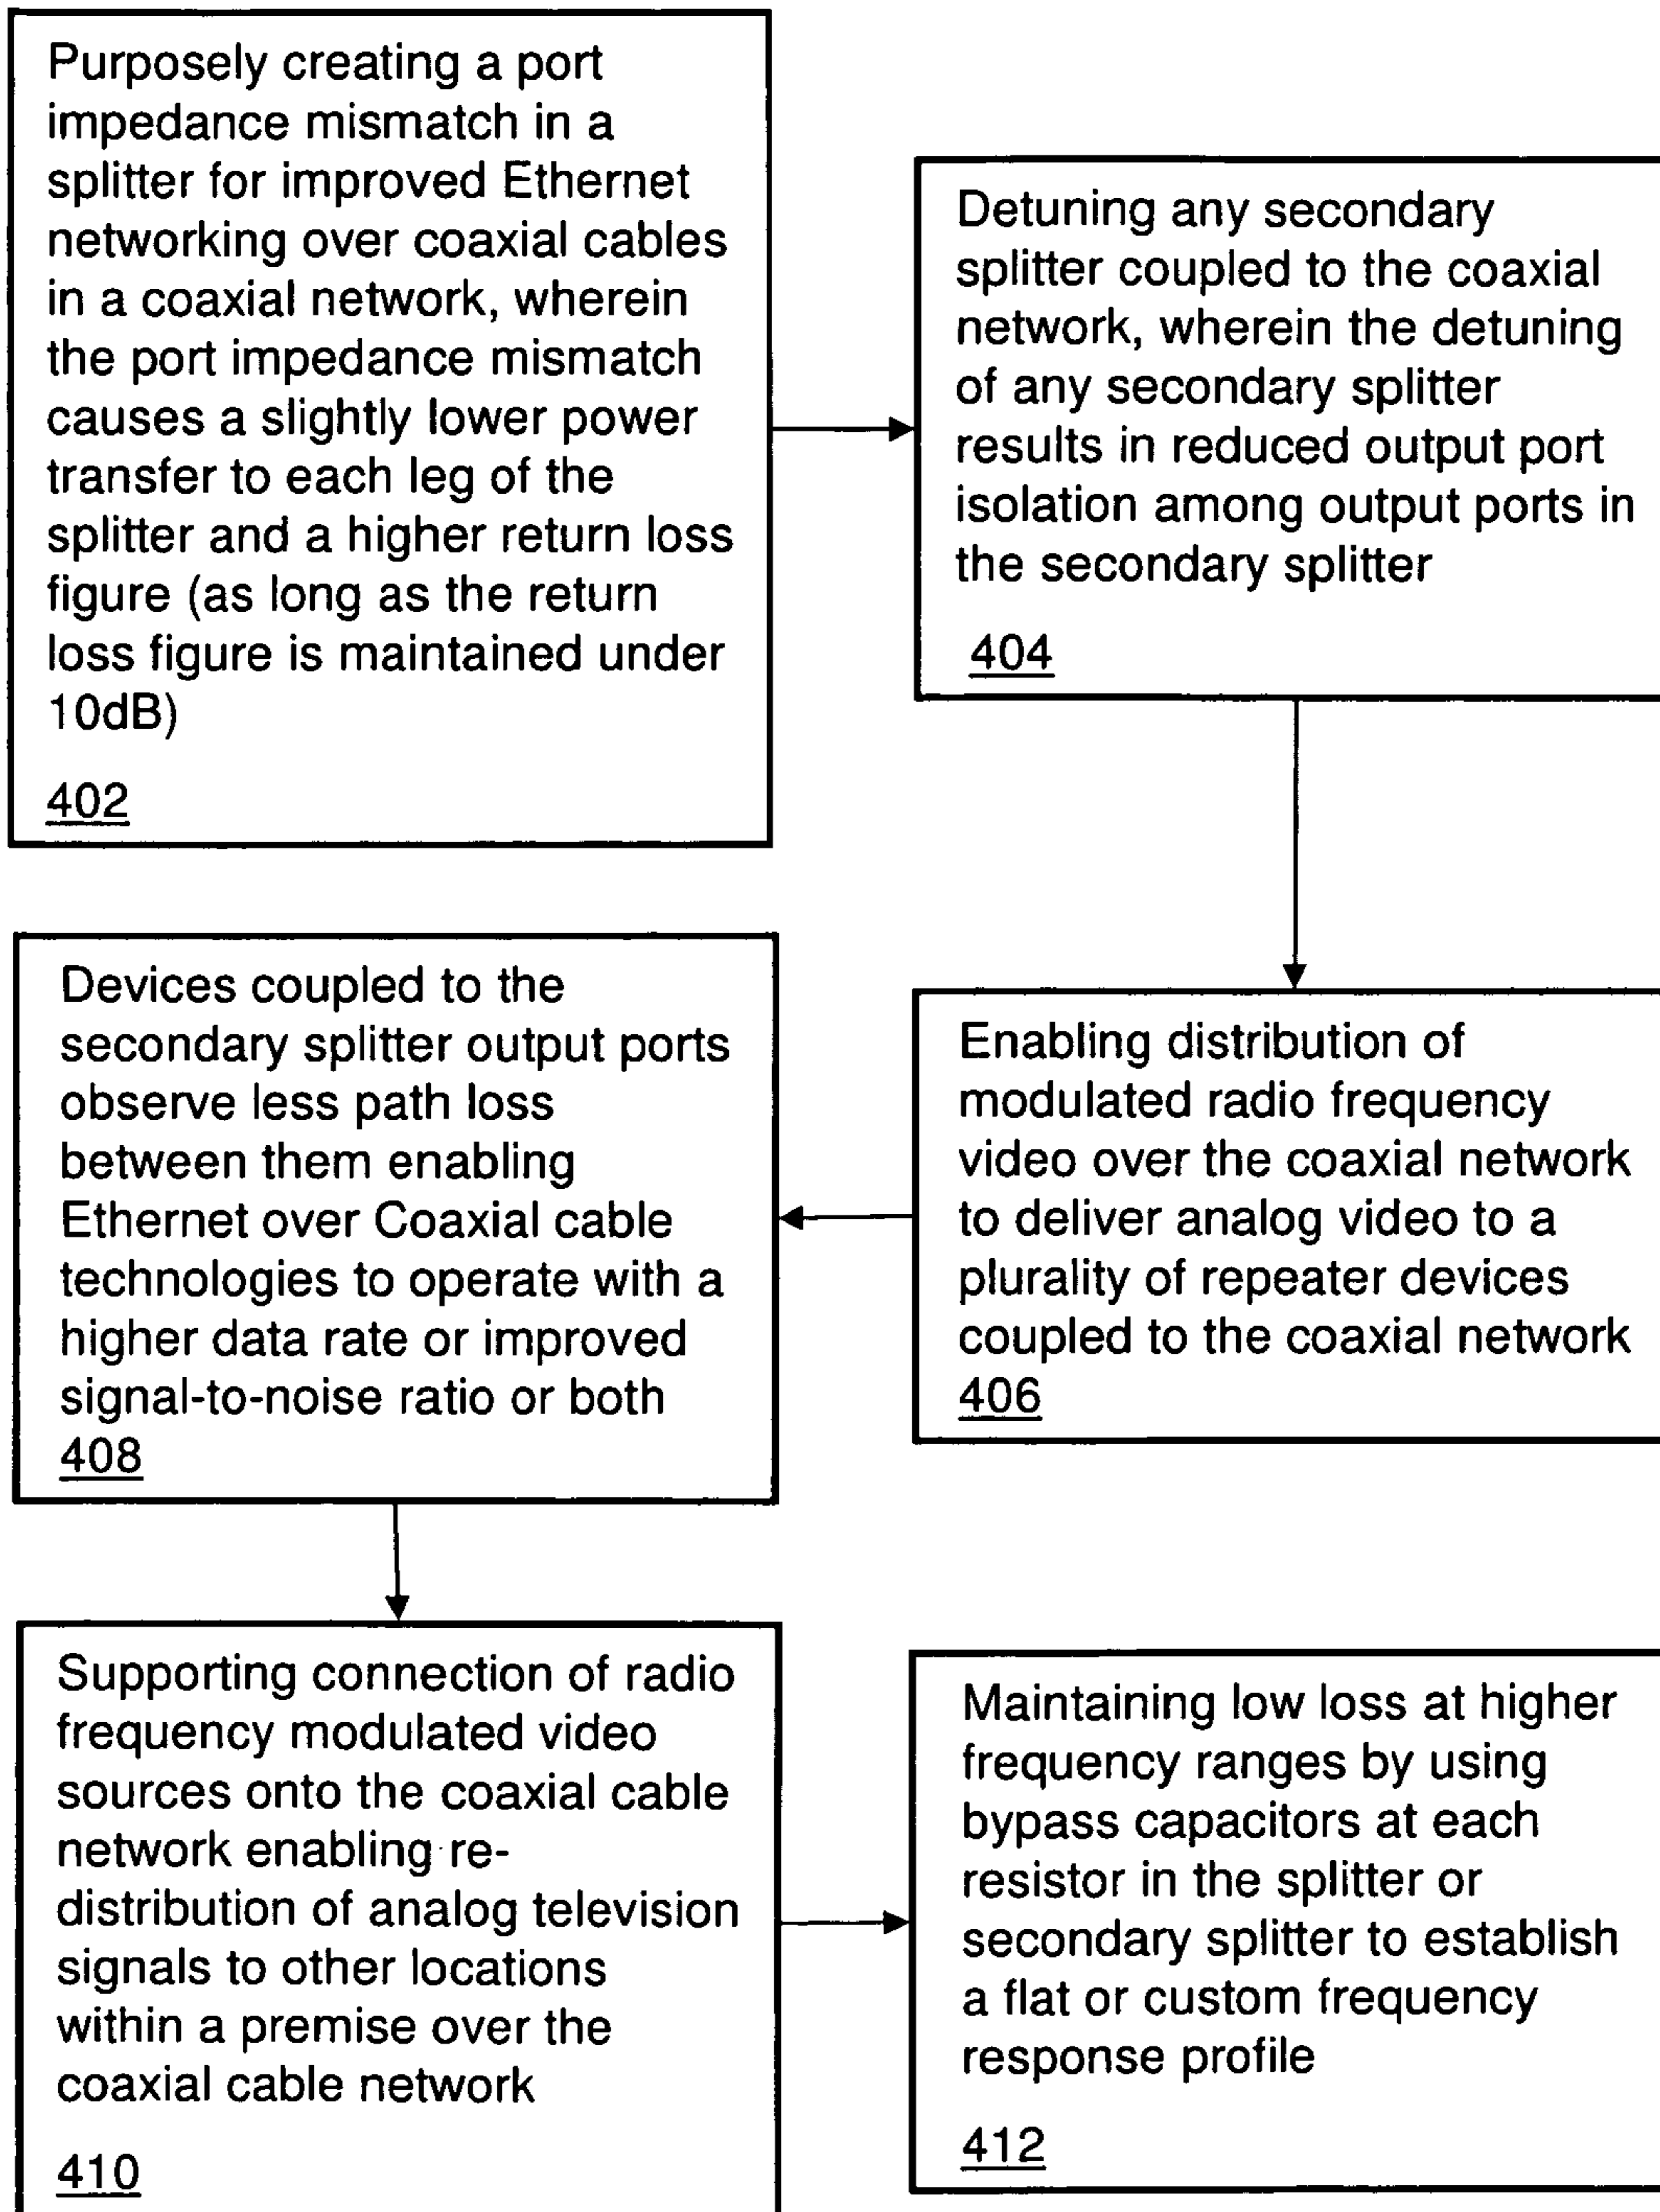 Purposely creating a port
impedance mismatch in a
splitter for improved Ethernet
networking over coaxial cables
in a coaxial network, wherein
the port impedance mismatch
causes a slightly lower power
transfer to each leg of the
splitter and a higher return loss
figure (as long as the return
loss figure is maintained under
10dB)
402
Detuning any secondary
splitter coupled to the coaxial
network, wherein the detuning
of any secondary splitter
results in reduced output port
isolation among output ports in
the secondary splitter
404
Enabling distribution of
modulated radio frequency
video over the coaxial network
to deliver analog video to a
plurality of repeater devices
coupled to the coaxial network
406
Devices coupled to the
secondary splitter output ports
observe less path loss
between them enabling
Ethernet over Coaxial cable
technologies to operate with a
higher data rate or improved
signal-to-noise ratio or both
408
Supporting connection of radio
frequency modulated video
sources onto the coaxial cable
network enabling re-
distribution of analog television
signals to other locations
within a premise over the
coaxial cable network
410
Maintaining low loss at higher
frequency ranges by using
bypass capacitors at each
resistor in the splitter or
secondary splitter to establish
a flat or custom frequency
response profile
412